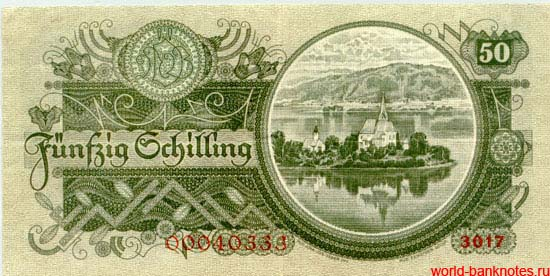 50
Fünfzig Schilling
00040333
3017
world-banknotes.ru